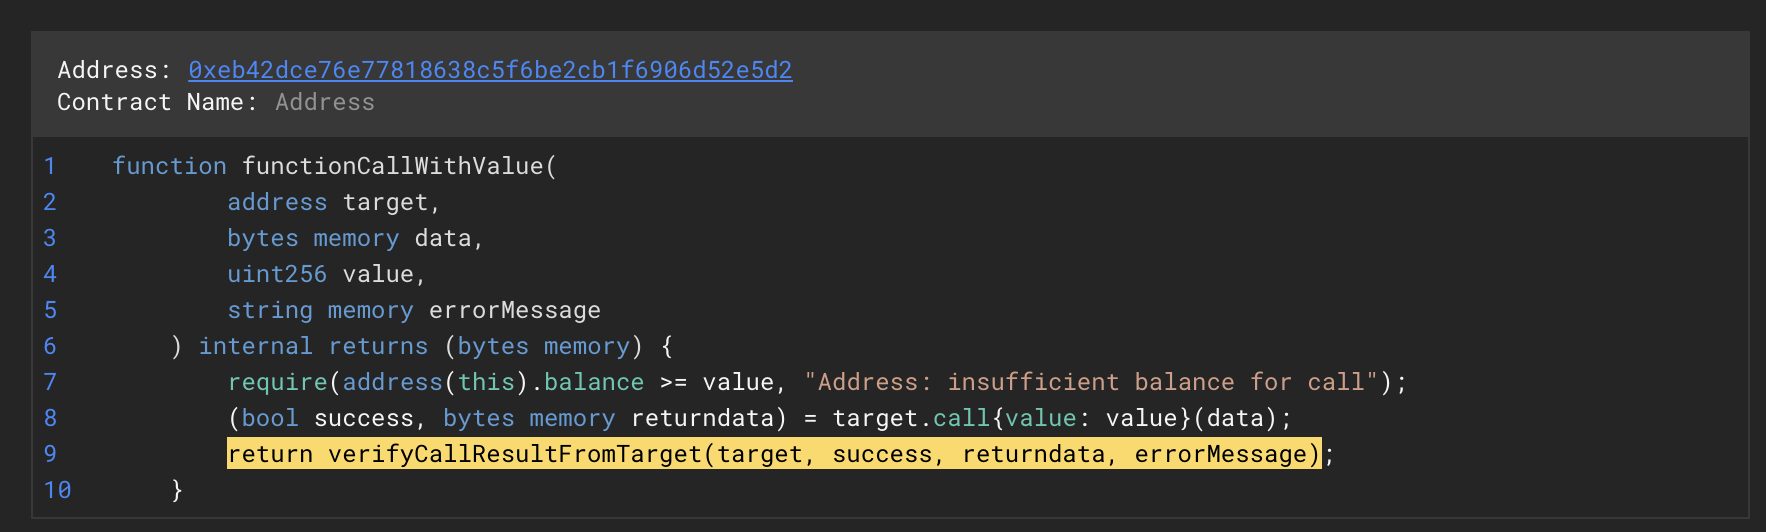 Address: 0xeb42dce76e77818638c5f6be2cb1f6906d52e5d2
Contract Name: Address
1 function functionCallWithValue(
2 address target,
3 bytes memory data,
4 uint256 value,
5 string memory errorMessage
6 ) internal returns (bytes memory) {
7 require(address(this).balance >= value, "Address: insufficient balance for call");
8 (bool success, bytes memory returndata) = target.call{value: value}(data);
9 return verifyCallResultFromTarget(target, success, returndata, errorMessage);
10 }